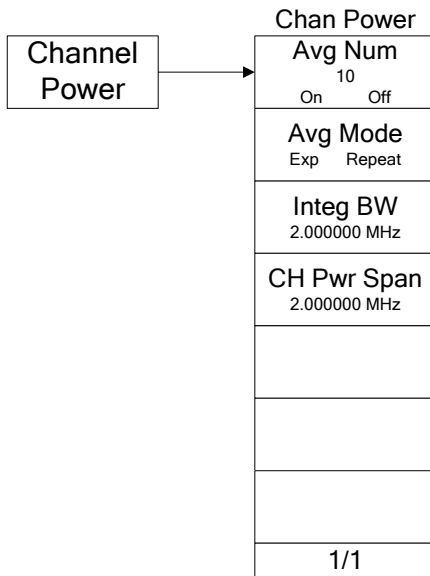 Channel
Power
Chan Power
Avg Num
10
On Off
Avg Mode
Exp Repeat
Integ BW
2.000000 MHz
CH Pwr Span
2.000000 MHz
1/1